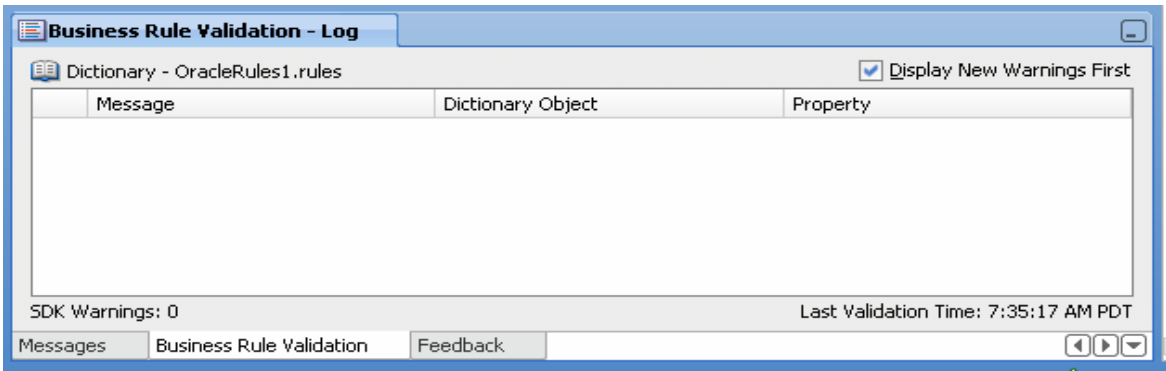 Business Rule Validation - Log
Dictionary - OracleRules1.rules
Display New Warnings First
Message Dictionary Object Property
SDK Warnings: 0
Last Validation Time: 7:35:17 AM PDT
Messages Business Rule Validation Feedback